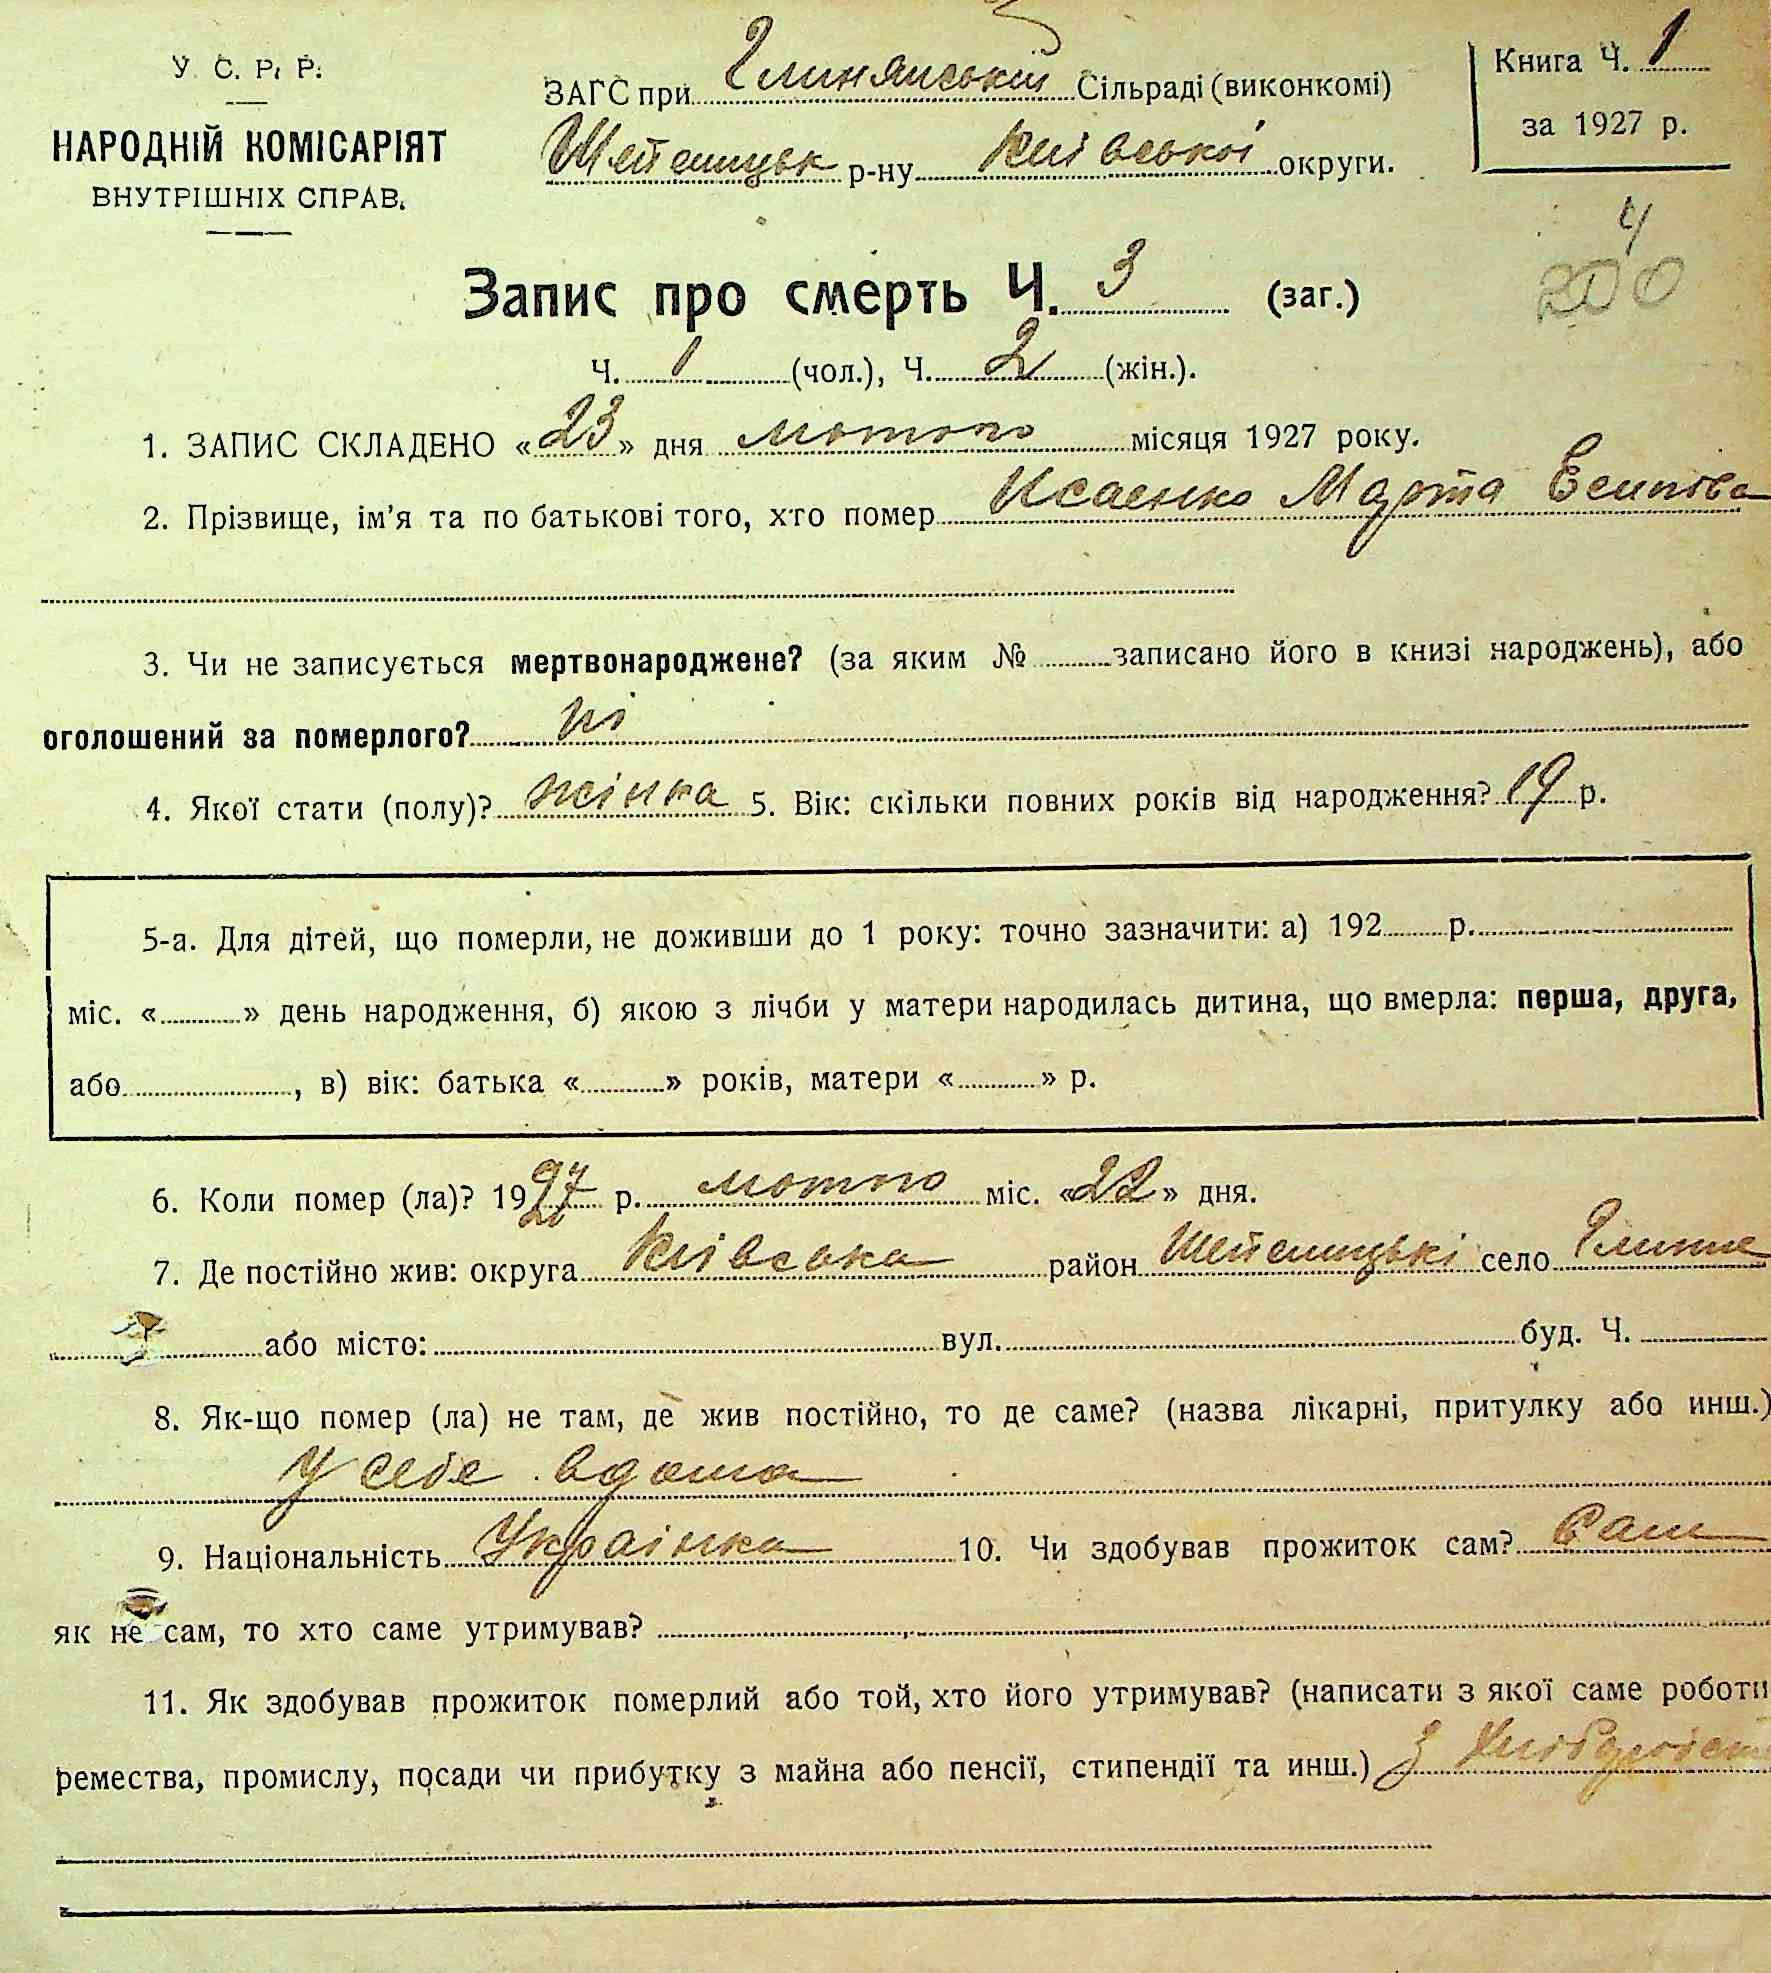 У. С. Р. Р.
НАРОДНІЙ КОМІСАРІЯТ
ВНУТРІШНІХ СПРАВ.
ЗАГС при Глинянській Сільраді (виконкомі)
р-ну Київської округи.
Книга Ч. 1
за 1927 р.
4
200
Запис про смерть Ч. 3 (заг.)
Ч. 1 (чол.), Ч. 2 (жін.).
1. ЗАПИС СКЛАДЕНО «23» дня лютого місяця 1927 року.
2. Прізвище, ім'я та по батькові того, хто помер Исаенко Марта
3. Чи не записується мертвонароджене? (за яким № записано його в книзі народжень), або
оголошений за померлого? ні
4. Якої стати (полу)? жінка 5. Вік: скільки повних років від народження? 19 р.
5-а. Для дітей, що померли, не доживши до 1 року: точно зазначити: а) 192 р.
міс. « » день народження, б) якою з лічби у матери народилась дитина, що вмерла: перша, друга,
або , в) вік: батька « » років, матери « » р.
6. Коли помер (ла)? 1927 р. лютого міс. «22» дня.
7. Де постійно жив: округа Київська район село
або місто: вул. буд. Ч.
8. Як-що помер (ла) не там, де жив постійно, то де саме? (назва лікарні, притулку або инш.)
У себе вдома
9. Національність Українка 10. Чи здобував прожиток сам? Сам
як не сам, то хто саме утримував?
11. Як здобував прожиток померлий або той, хто його утримував? (написати з якої саме роботи
ремества, промислу, посади чи прибутку з майна або пенсії, стипендії та инш.) З